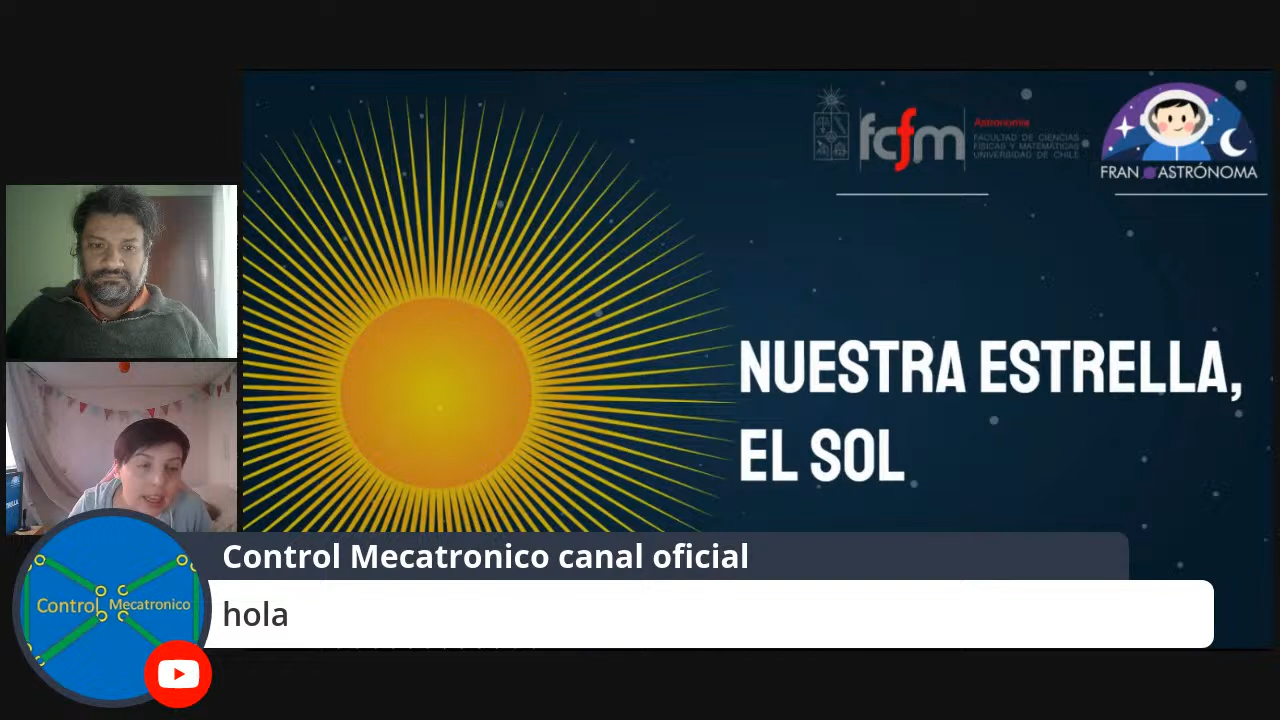 fcfm
Astronomía
FACULTAD DE CIENCIAS
FÍSICAS Y MATEMÁTICAS
UNIVERSIDAD DE CHILE
FRAN ASTRÓNOMA
NUESTRA ESTRELLA,
EL SOL
Control Mecatronico canal oficial
hola
Control Mecatronico